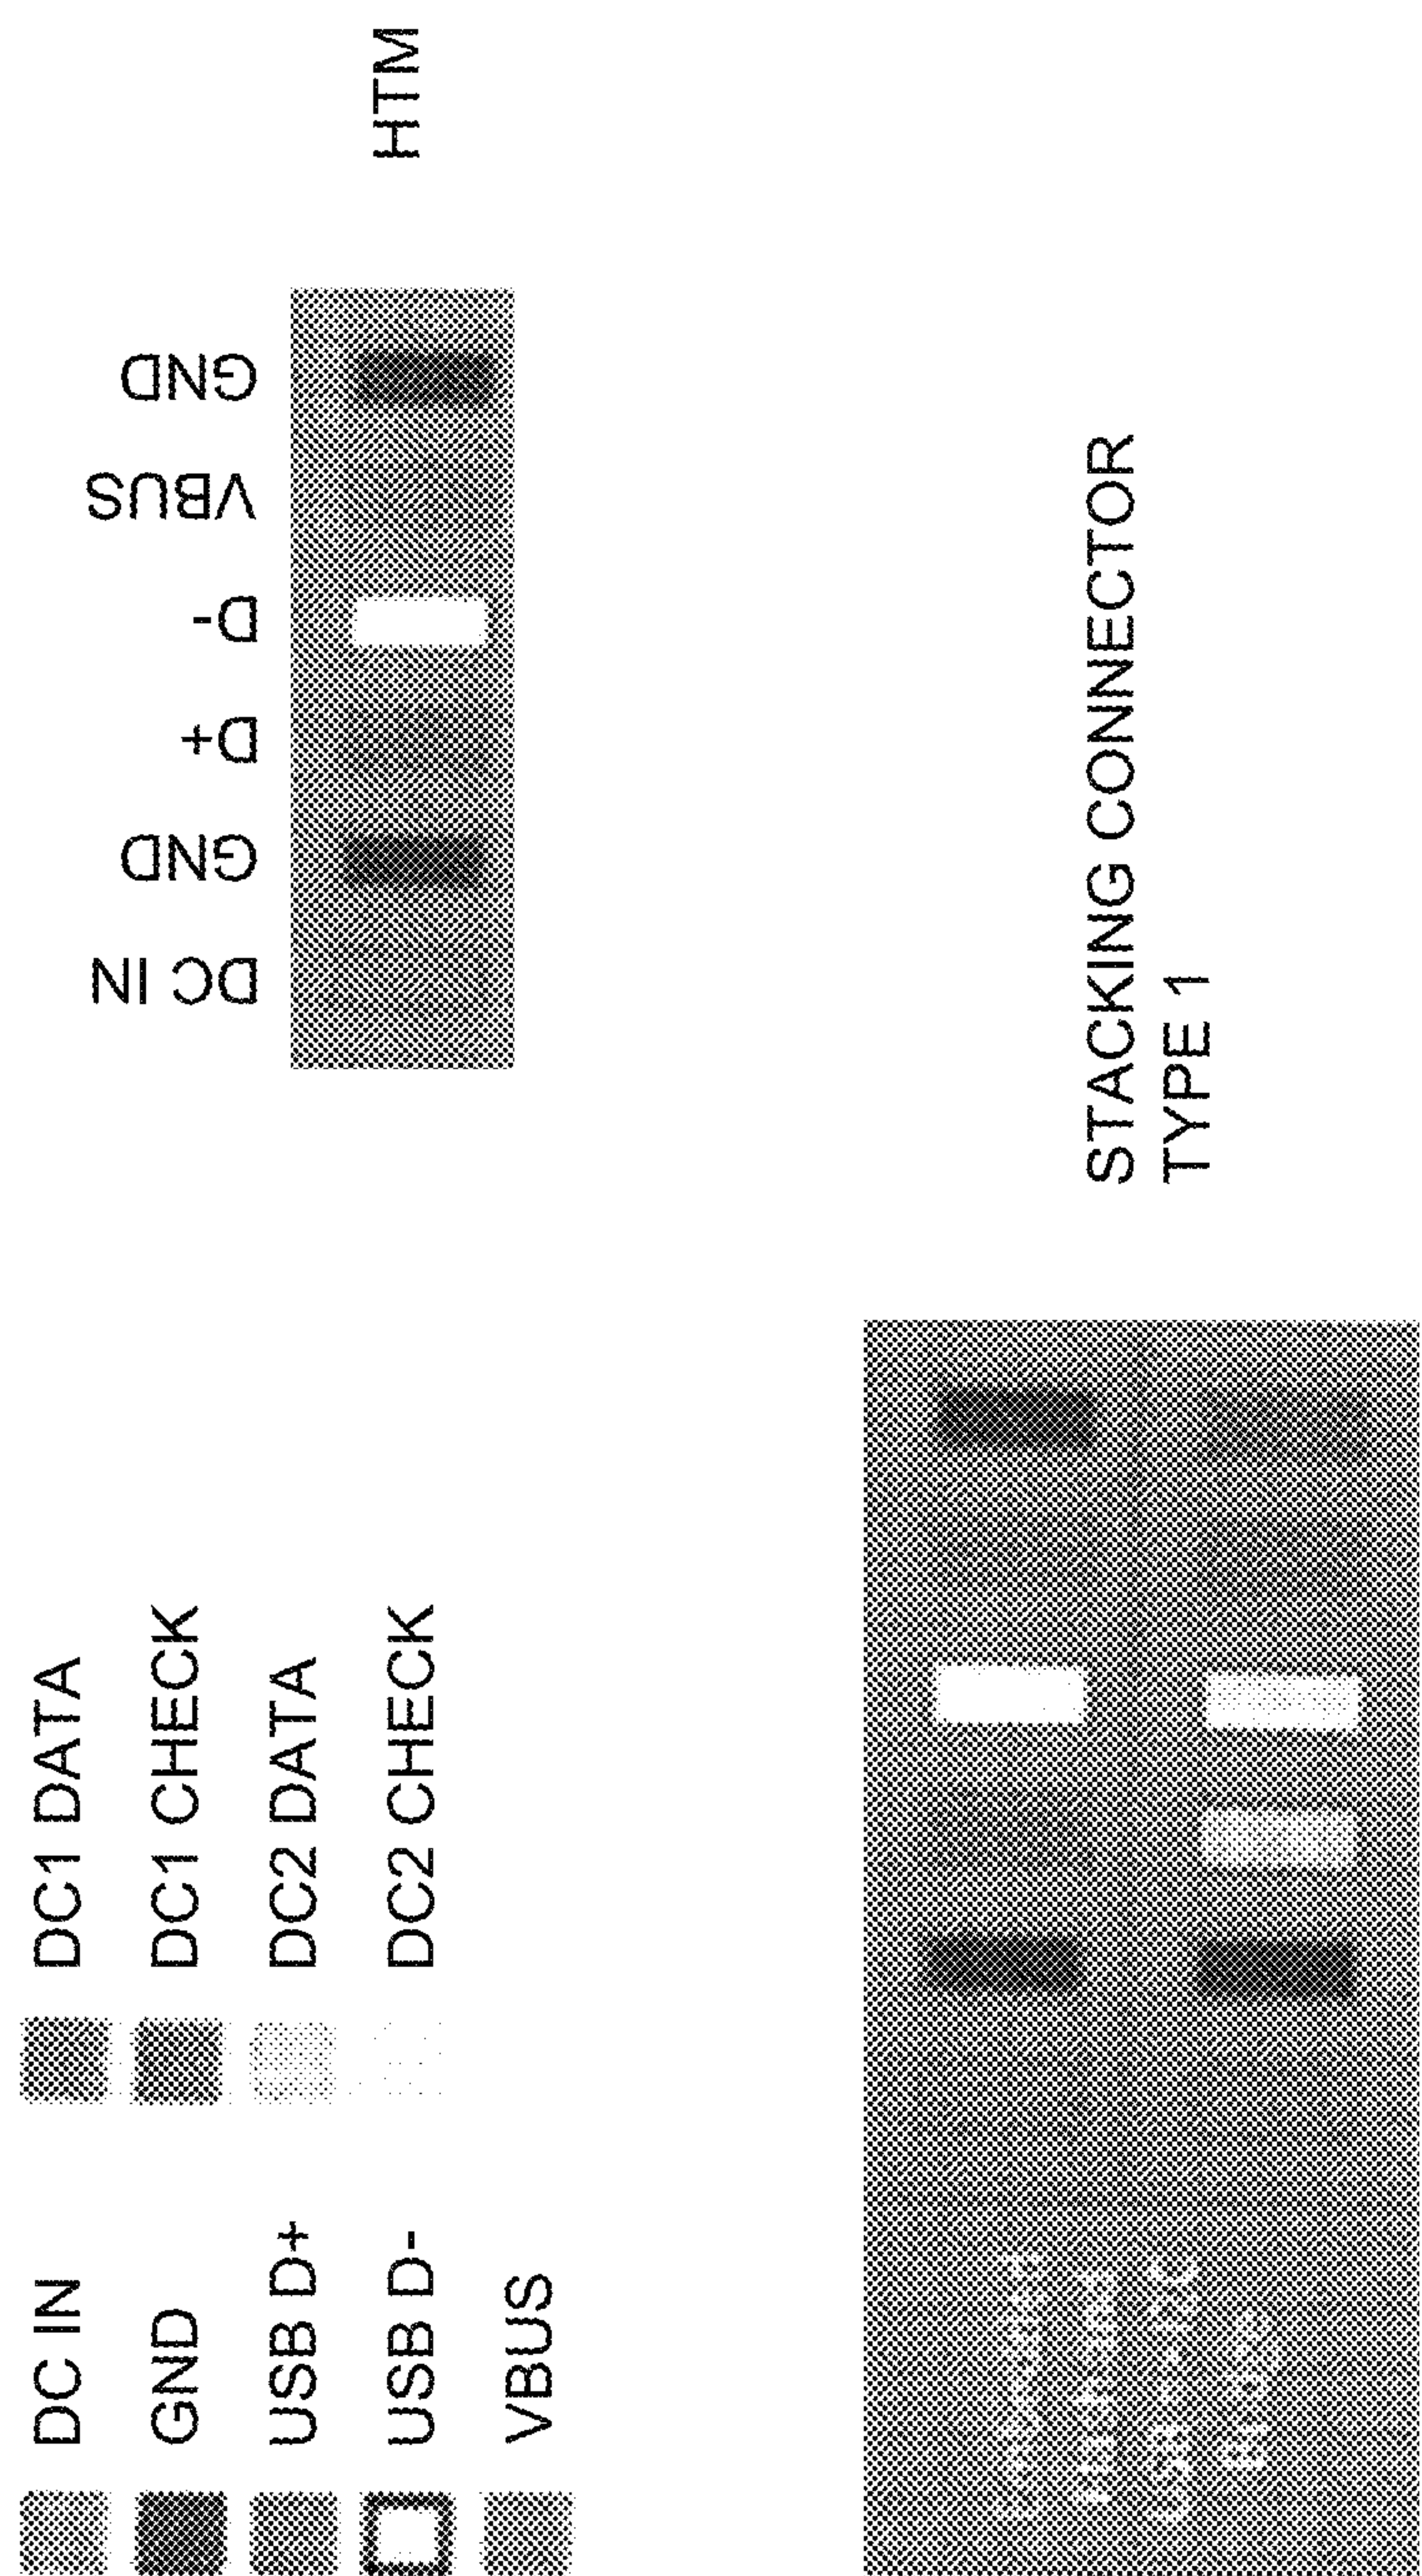 DC IN
GND
USB D+
USB D-
VBUS
DC1 DATA
DC1 CHECK
DC2 DATA
DC2 CHECK
DC IN
GND
D+
D-
VBUS
GND
HTM
STACKING CONNECTOR
TYPE 1